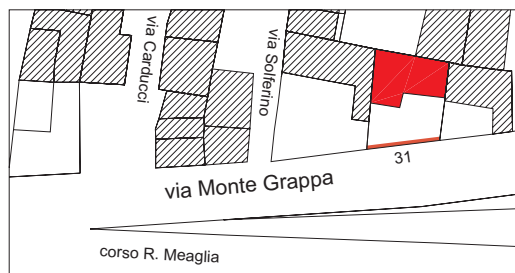 via Carducci
via Solferino
31
via Monte Grappa
corso R. Meaglia